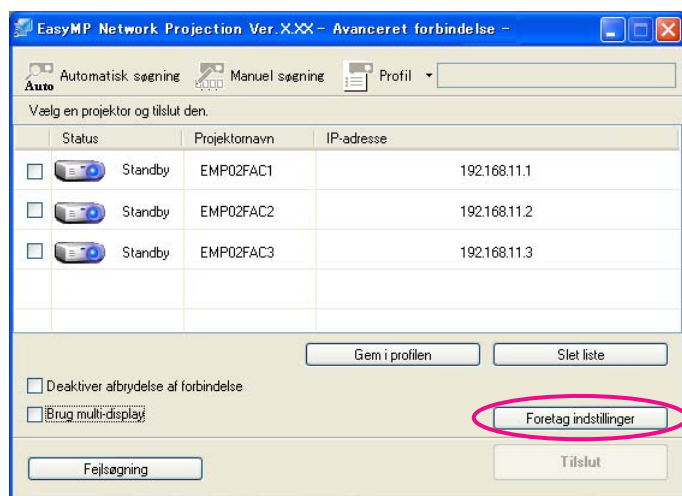 EasyMP Network Projection Ver.X.XX - Avanceret forbindelse -
Auto Automatisk søgning Manuel søgning Profil
Vælg en projektor og tilslut den.
Status Projektornavn IP-adresse
Standby EMP02FAC1 192.168.11.1
Standby EMP02FAC2 192.168.11.2
Standby EMP02FAC3 192.168.11.3
Gem i profilen Slet liste
Deaktiver afbrydelse af forbindelse
Brug multi-display Foretag indstillinger
Fejlsøgning Tilslut